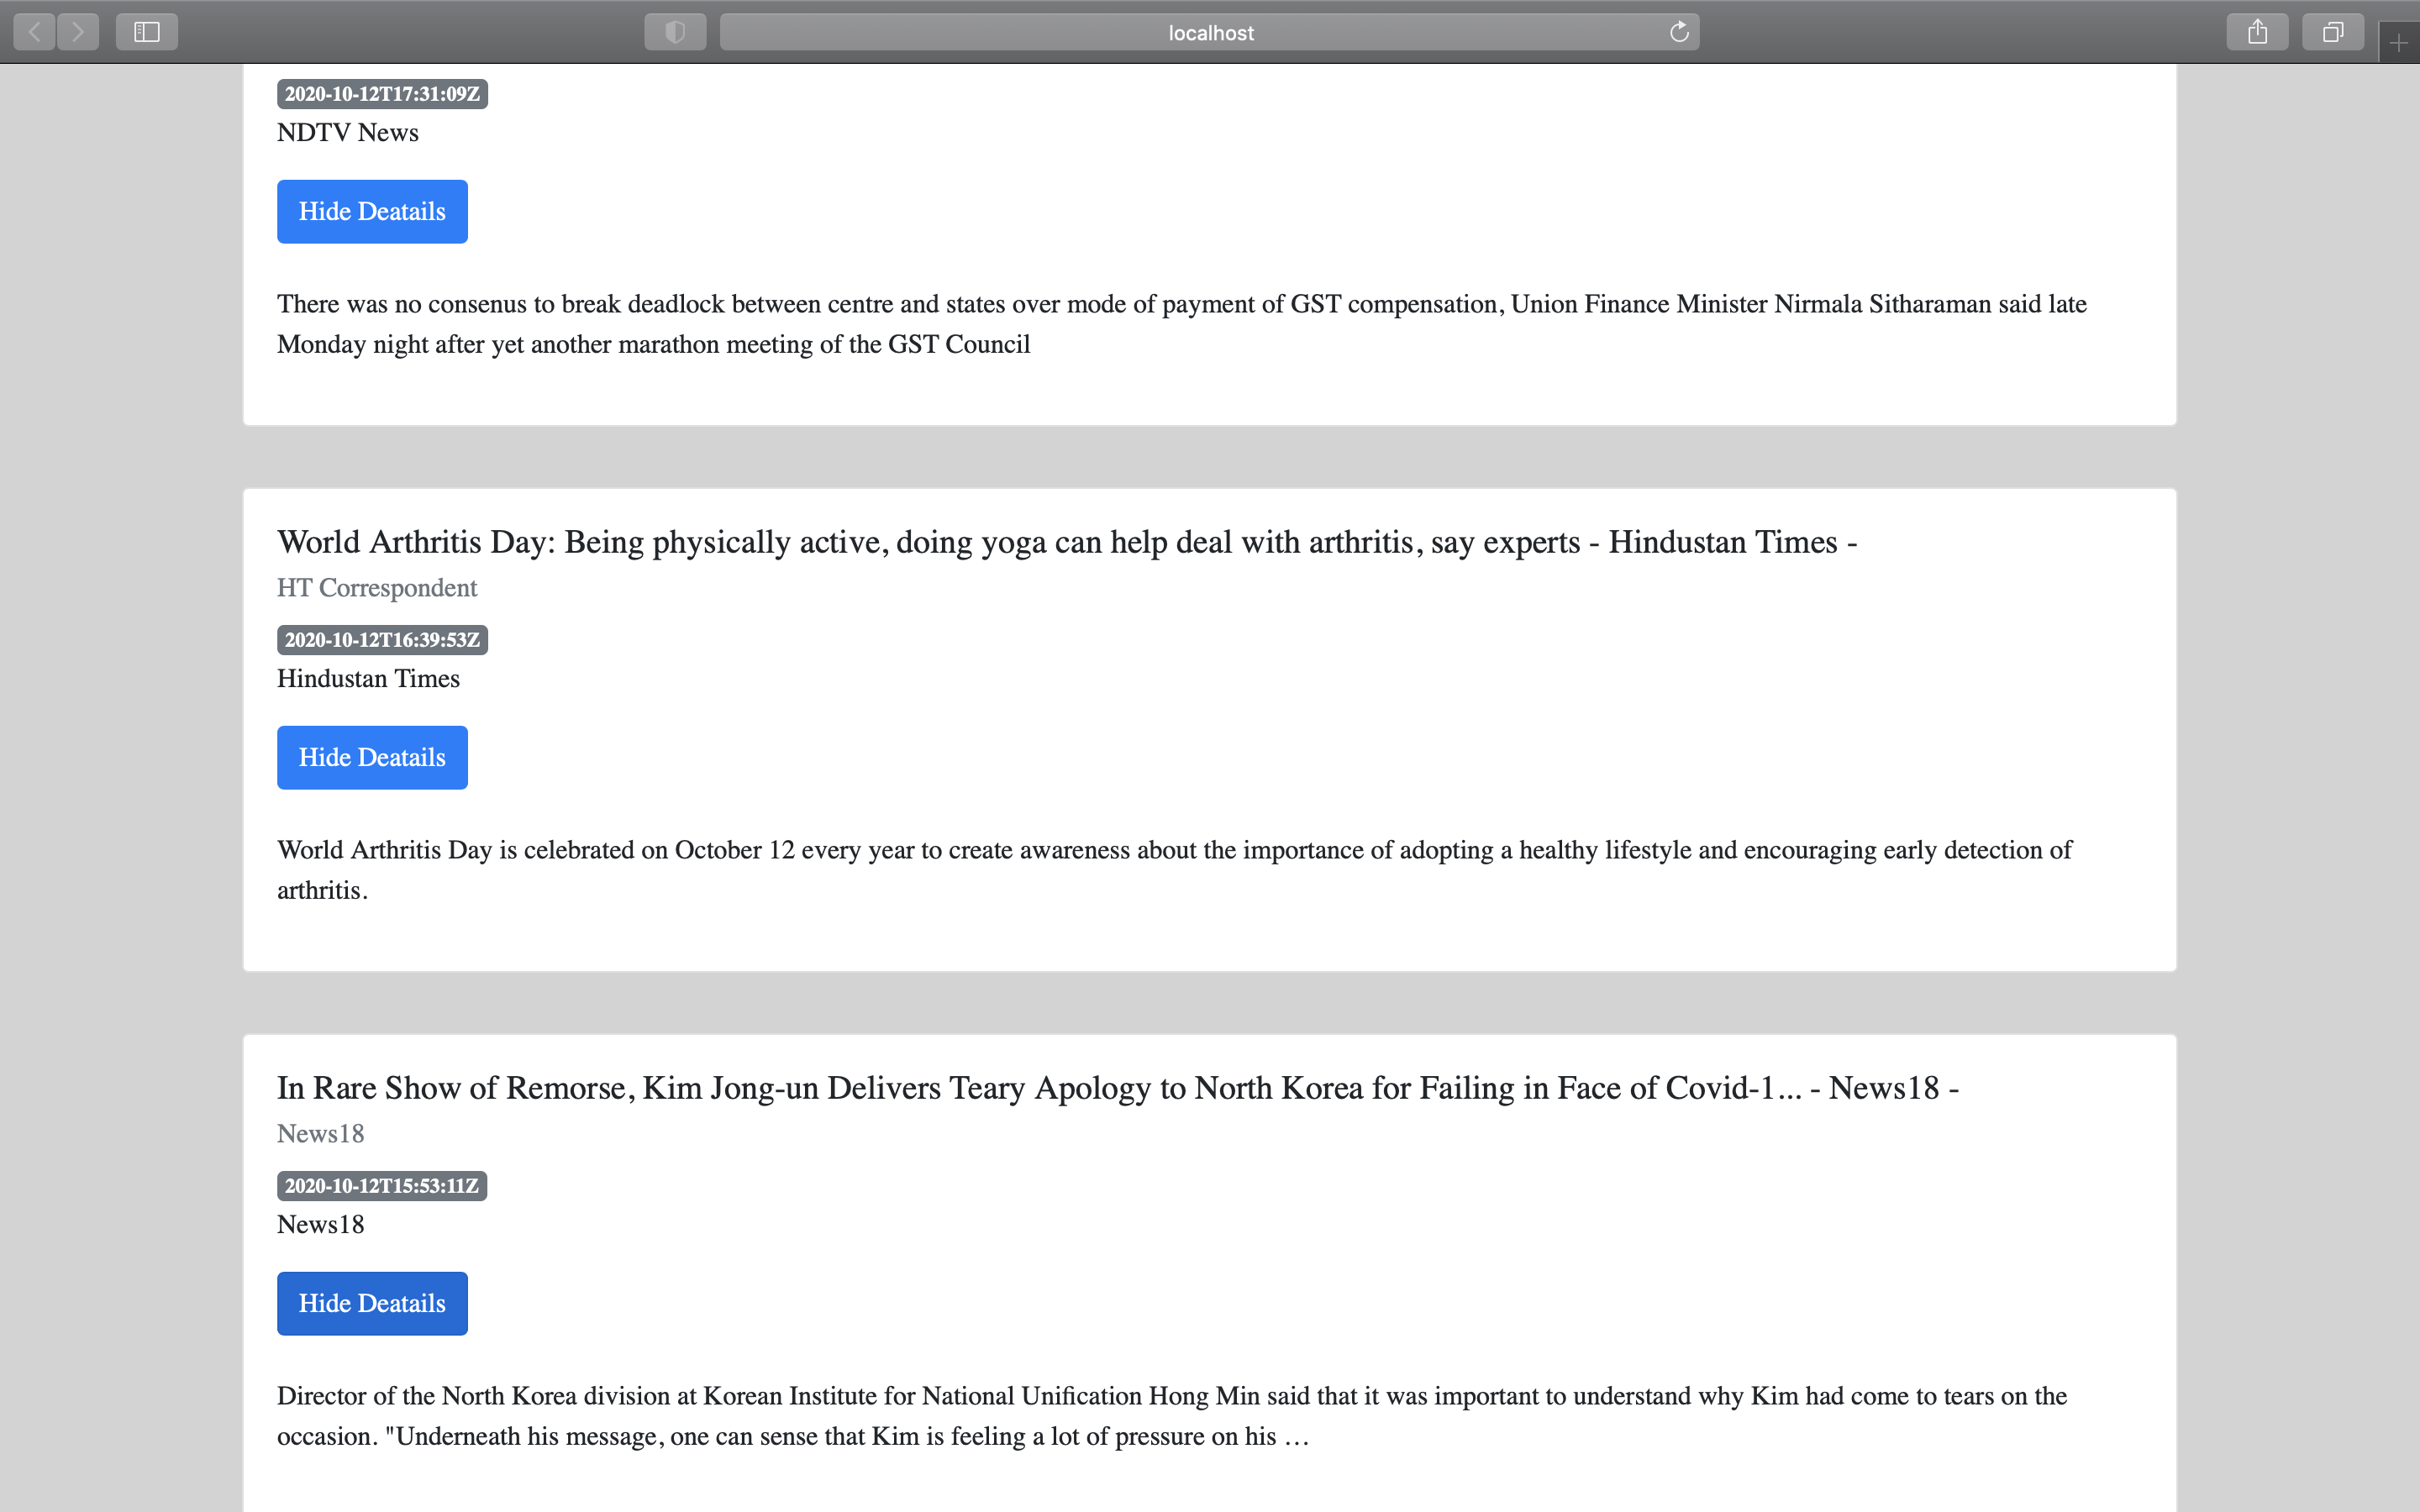 localhost
2020-10-12T17:31:09Z
NDTV News
Hide Deatails
There was no consenus to break deadlock between centre and states over mode of payment of GST compensation, Union Finance Minister Nirmala Sitharaman said late
Monday night after yet another marathon meeting of the GST Council
World Arthritis Day: Being physically active, doing yoga can help deal with arthritis, say experts - Hindustan Times -
HT Correspondent
2020-10-12T16:39:53Z
Hindustan Times
Hide Deatails
World Arthritis Day is celebrated on October 12 every year to create awareness about the importance of adopting a healthy lifestyle and encouraging early detection of
arthritis.
In Rare Show of Remorse, Kim Jong-un Delivers Teary Apology to North Korea for Failing in Face of Covid-1... - News18 -
News18
2020-10-12T15:53:11Z
News18
Hide Deatails
Director of the North Korea division at Korean Institute for National Unification Hong Min said that it was important to understand why Kim had come to tears on the
occasion. "Underneath his message, one can sense that Kim is feeling a lot of pressure on his …